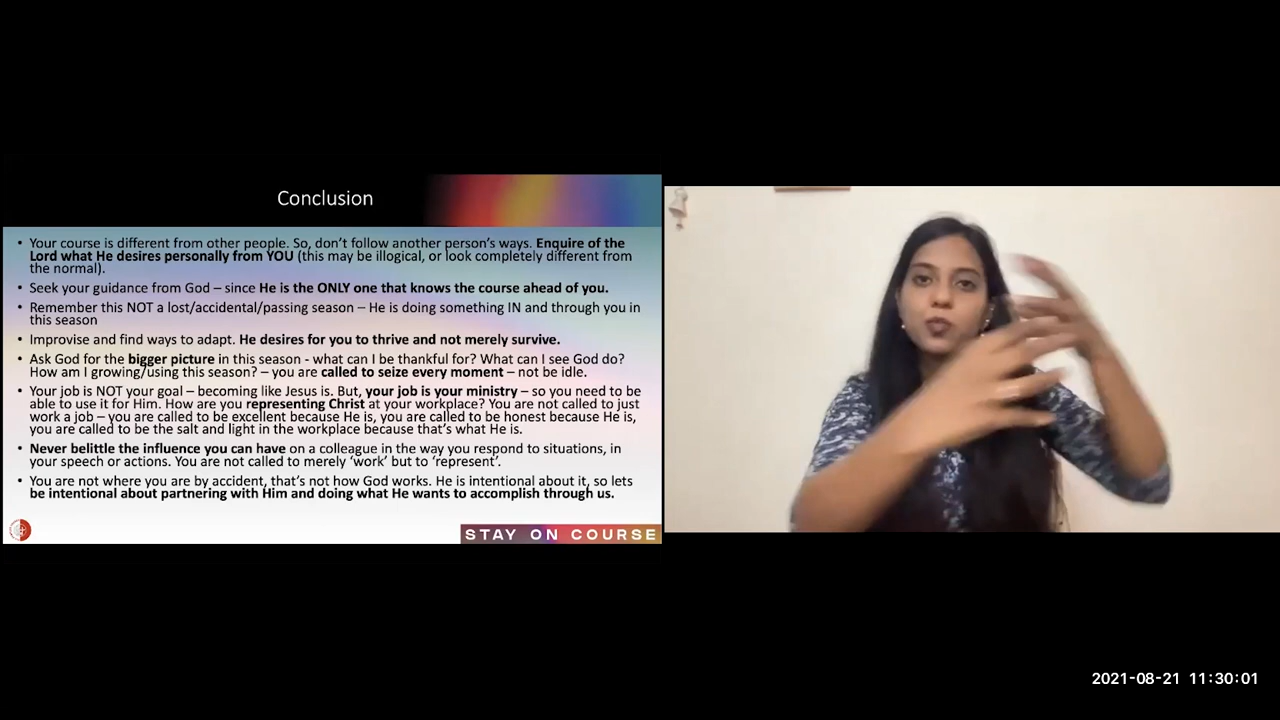 Conclusion
• Your course is different from other people. So, don’t follow another person’s ways. Enquire of the
Lord what He desires personally from YOU (this may be illogical, or look completely different from
the normal).
• Seek your guidance from God – since He is the ONLY one that knows the course ahead of you.
• Remember this NOT a lost/accidental/passing season – He is doing something IN and through you in
this season
• Improvise and find ways to adapt. He desires for you to thrive and not merely survive.
• Ask God for the bigger picture in this season - what can I be thankful for? What can I see God do?
How am I growing/using this season? – you are called to seize every moment – not be idle.
• Your job is NOT your goal – becoming like Jesus is. But, your job is your ministry – so you need to be
able to use it for Him. How are you representing Christ at your workplace? You are not called to just
work a job – you are called to be excellent because He is, you are called to be honest because He is,
you are called to be the salt and light in the workplace because that’s what He is.
• Never belittle the influence you can have on a colleague in the way you respond to situations, in
your speech or actions. You are not called to merely ‘work’ but to ‘represent’.
• You are not where you are by accident, that’s not how God works. He is intentional about it, so lets
be intentional about partnering with Him and doing what He wants to accomplish through us.
STAY ON COURSE
2021-08-21 11:30:01